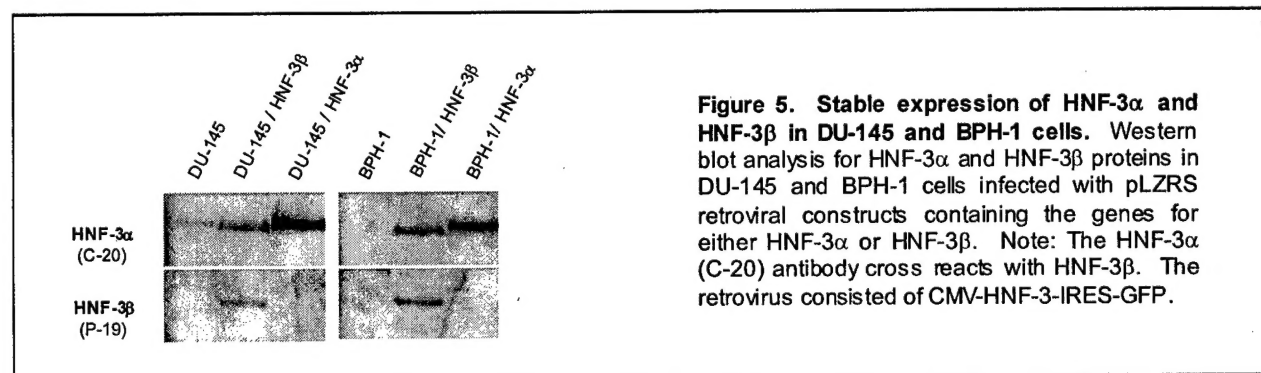 DU-145
DU-145 / HNF-3β
DU-145 / HNF-3α
BPH-1
BPH-1/ HNF-3β
BPH-1/ HNF-3α
HNF-3α
(C-20)
HNF-3β
(P-19)
Figure 5. Stable expression of HNF-3α and
HNF-3β in DU-145 and BPH-1 cells. Western
blot analysis for HNF-3α and HNF-3β proteins in
DU-145 and BPH-1 cells infected with pLZRS
retroviral constructs containing the genes for
either HNF-3α or HNF-3β. Note: The HNF-3α
(C-20) antibody cross reacts with HNF-3β. The
retrovirus consisted of CMV-HNF-3-IRES-GFP.